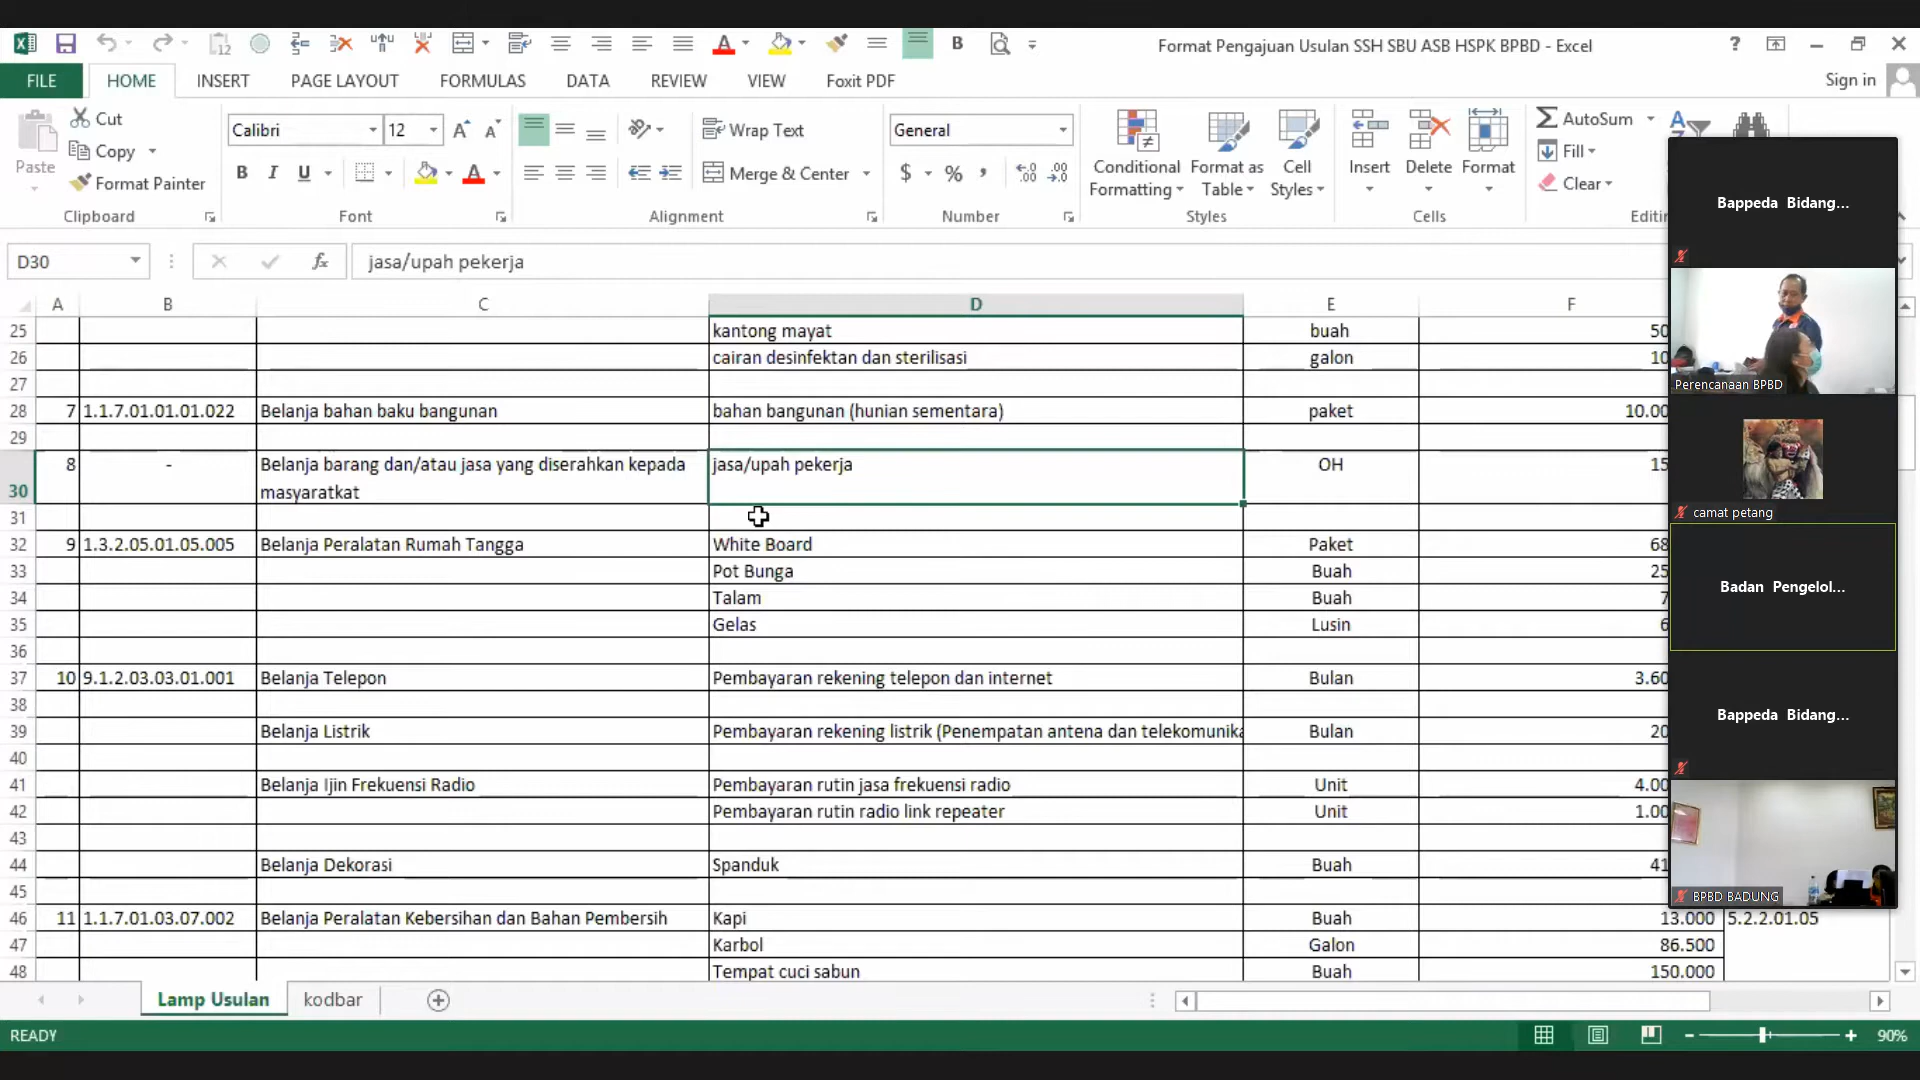 Format Pengajuan Usulan SSH SBU ASB HSPK BPBD - Excel
FILE HOME INSERT PAGE LAYOUT FORMULAS DATA REVIEW VIEW Foxit PDF Sign in
Paste Cut Copy Format Painter Clipboard
Calibri 12 B I U Font
Wrap Text Merge & Center Alignment
General $ % Number
Conditional Formatting Format as Table Cell Styles Styles
Insert Delete Format Cells
AutoSum Fill Clear
D30 fx jasa/upah pekerja
A B C D E F
25 kantong mayat buah 50
26 cairan desinfektan dan sterilisasi galon 10
27
28 7 1.1.7.01.01.01.022 Belanja bahan baku bangunan bahan bangunan (hunian sementara) paket 10.00
29
30 8 - Belanja barang dan/atau jasa yang diserahkan kepada masyaratkat jasa/upah pekerja OH 15
31
32 9 1.3.2.05.01.05.005 Belanja Peralatan Rumah Tangga White Board Paket 68
33 Pot Bunga Buah 25
34 Talam Buah 7
35 Gelas Lusin 6
36
37 10 9.1.2.03.03.01.001 Belanja Telepon Pembayaran rekening telepon dan internet Bulan 3.60
38
39 Belanja Listrik Pembayaran rekening listrik (Penempatan antena dan telekomunika Bulan 20
40
41 Belanja Ijin Frekuensi Radio Pembayaran rutin jasa frekuensi radio Unit 4.00
42 Pembayaran rutin radio link repeater Unit 1.00
43
44 Belanja Dekorasi Spanduk Buah 41
45
46 11 1.1.7.01.03.07.002 Belanja Peralatan Kebersihan dan Bahan Pembersih Kapi Buah 13.000 5.2.2.01.05
47 Karbol Galon 86.500
48 Tempat cuci sabun Buah 150.000
Lamp Usulan kodbar
READY 90%
Bappeda Bidang...
Perencanaan BPBD
camat petang
Badan Pengelol...
Bappeda Bidang...
BPBD BADUNG